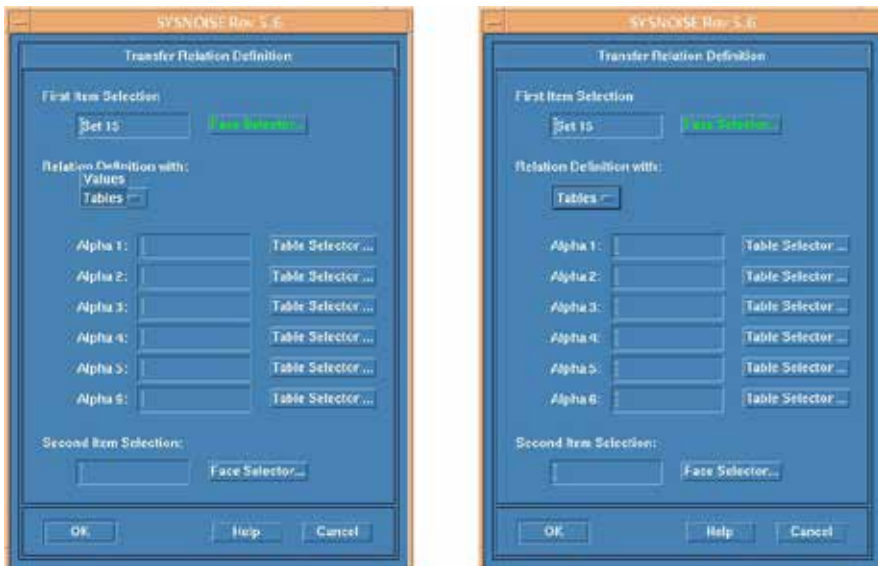 SYSNOISE Rev 5.6
Transfer Relation Definition
First Item Selection
Set 15
Face Selector...
Relation Definition with:
Values
Tables
Alpha 1:
Table Selector ...
Alpha 2:
Table Selector ...
Alpha 3:
Table Selector ...
Alpha 4:
Table Selector ...
Alpha 5:
Table Selector ...
Alpha 6:
Table Selector ...
Second Item Selection:
Face Selector...
OK
Help
Cancel
SYSNOISE Rev 5.6
Transfer Relation Definition
First Item Selection
Set 15
Face Selector...
Relation Definition with:
Tables
Alpha 1:
Table Selector ...
Alpha 2:
Table Selector ...
Alpha 3:
Table Selector ...
Alpha 4:
Table Selector ...
Alpha 5:
Table Selector ...
Alpha 6:
Table Selector ...
Second Item Selection:
Face Selector...
OK
Help
Cancel